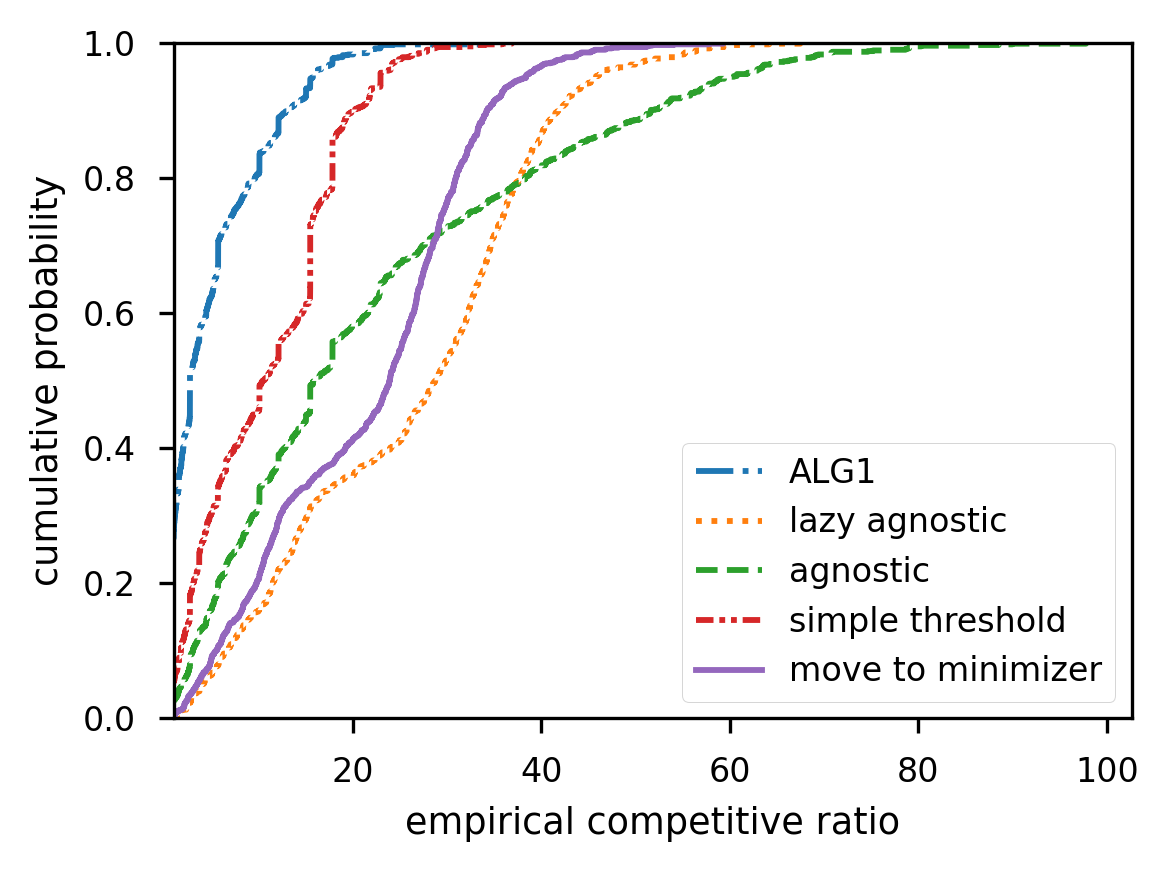 1.0
0.8
0.6
0.4
0.2
0.0
cumulative probability
20 40 60 80 100
empirical competitive ratio
ALG1
lazy agnostic
agnostic
simple threshold
move to minimizer